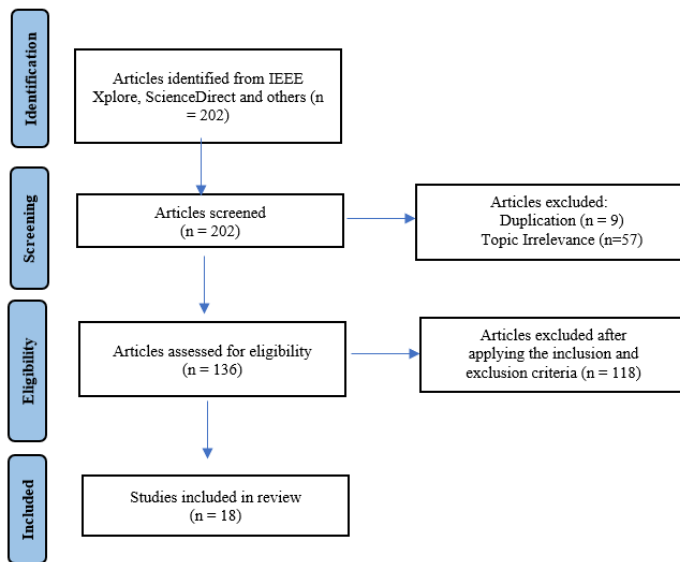 Identification
Articles identified from IEEE
Xplore, ScienceDirect and others (n
= 202)
Screening
Articles screened
(n = 202)
Articles excluded:
Duplication (n = 9)
Topic Irrelevance (n=57)
Eligibility
Articles assessed for eligibility
(n = 136)
Articles excluded after
applying the inclusion and
exclusion criteria (n = 118)
Included
Studies included in review
(n = 18)